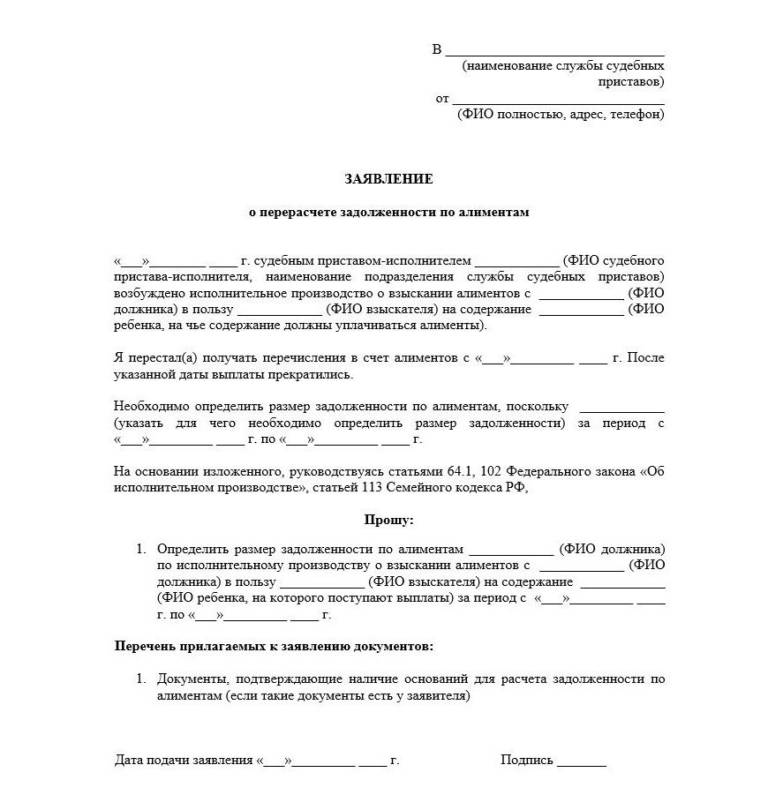 В _______________________________
(наименование службы судебных
приставов)
от ______________________________
(ФИО полностью, адрес, телефон)
ЗАЯВЛЕНИЕ
о перерасчете задолженности по алиментам
«___»________ ____ г. судебным приставом-исполнителем ____________ (ФИО судебного
пристава-исполнителя, наименование подразделения службы судебных приставов)
возбуждено исполнительное производство о взыскании алиментов с ____________ (ФИО
должника) в пользу ____________ (ФИО взыскателя) на содержание ____________ (ФИО
ребенка, на чье содержание должны уплачиваться алименты).
Я перестал(а) получать перечисления в счет алиментов с «___»_________ ____ г. После
указанной даты выплаты прекратились.
Необходимо определить размер задолженности по алиментам, поскольку ____________
(указать для чего необходимо определить размер задолженности) за период с
«___»_________ ____ г. по «___»_________ ____ г.
На основании изложенного, руководствуясь статьями 64.1, 102 Федерального закона «Об
исполнительном производстве», статьей 113 Семейного кодекса РФ,
Прошу:
1. Определить размер задолженности по алиментам ____________ (ФИО должника)
по исполнительному производству о взыскании алиментов с ____________ (ФИО
должника) в пользу ____________ (ФИО взыскателя) на содержание ____________
(ФИО ребенка, на которого поступают выплаты) за период с «___»_________ ____
г. по «___»_________ ____ г.
Перечень прилагаемых к заявлению документов:
1. Документы, подтверждающие наличие оснований для расчета задолженности по
алиментам (если такие документы есть у заявителя)
Дата подачи заявления «___»_________ ____ г. Подпись _______